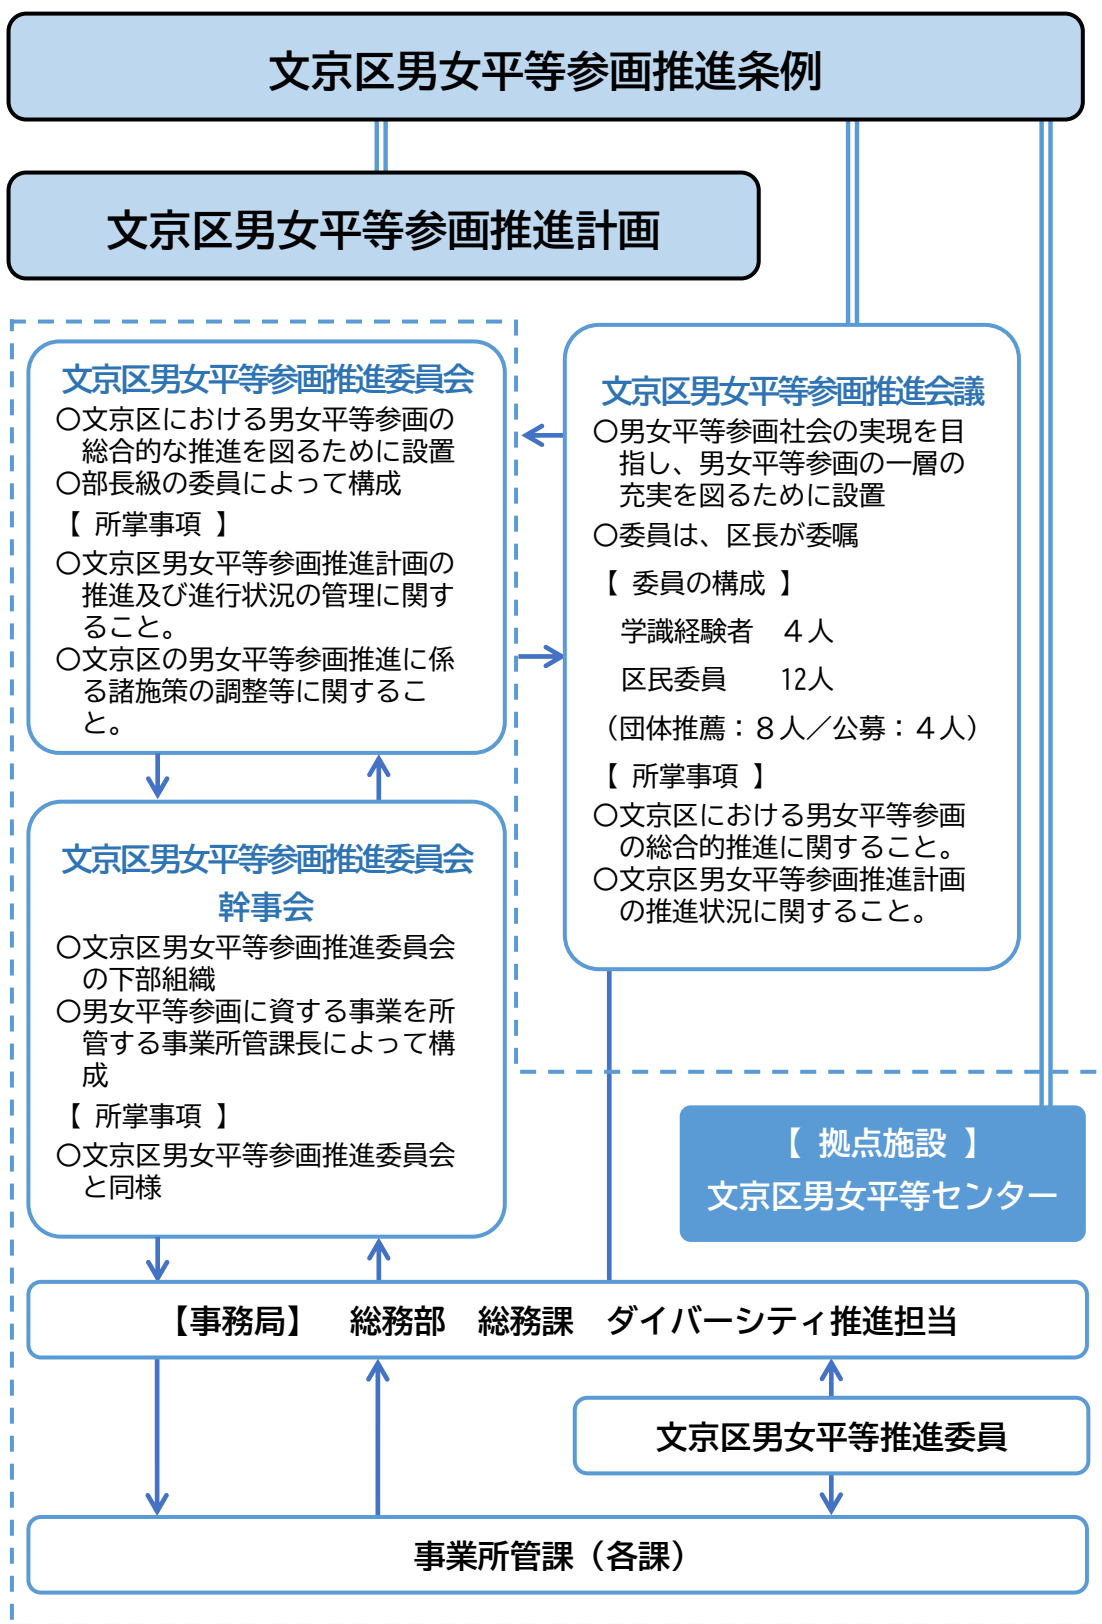 文京区男女平等参画推進条例
文京区男女平等参画推進計画
文京区男女平等参画推進委員会
〇文京区における男女平等参画の
総合的な推進を図るために設置
〇部長級の委員によって構成
【 所掌事項 】
〇文京区男女平等参画推進計画の
推進及び進行状況の管理に関す
ること。
〇文京区の男女平等参画推進に係
る諸施策の調整等に関するこ
と。
文京区男女平等参画推進会議
〇男女平等参画社会の実現を目
指し、男女平等参画の一層の
充実を図るために設置
〇委員は、区長が委嘱
【 委員の構成 】
学識経験者　４人
区民委員　　12人
（団体推薦：８人／公募：４人）
【 所掌事項 】
〇文京区における男女平等参画
の総合的推進に関すること。
〇文京区男女平等参画推進計画
の推進状況に関すること。
文京区男女平等参画推進委員会
幹事会
〇文京区男女平等参画推進委員会
の下部組織
〇男女平等参画に資する事業を所
管する事業所管課長によって構
成
【 所掌事項 】
〇文京区男女平等参画推進委員会
と同様
【 拠点施設 】
文京区男女平等センター
【事務局】　総務部　総務課　ダイバーシティ推進担当
文京区男女平等推進委員
事業所管課（各課）